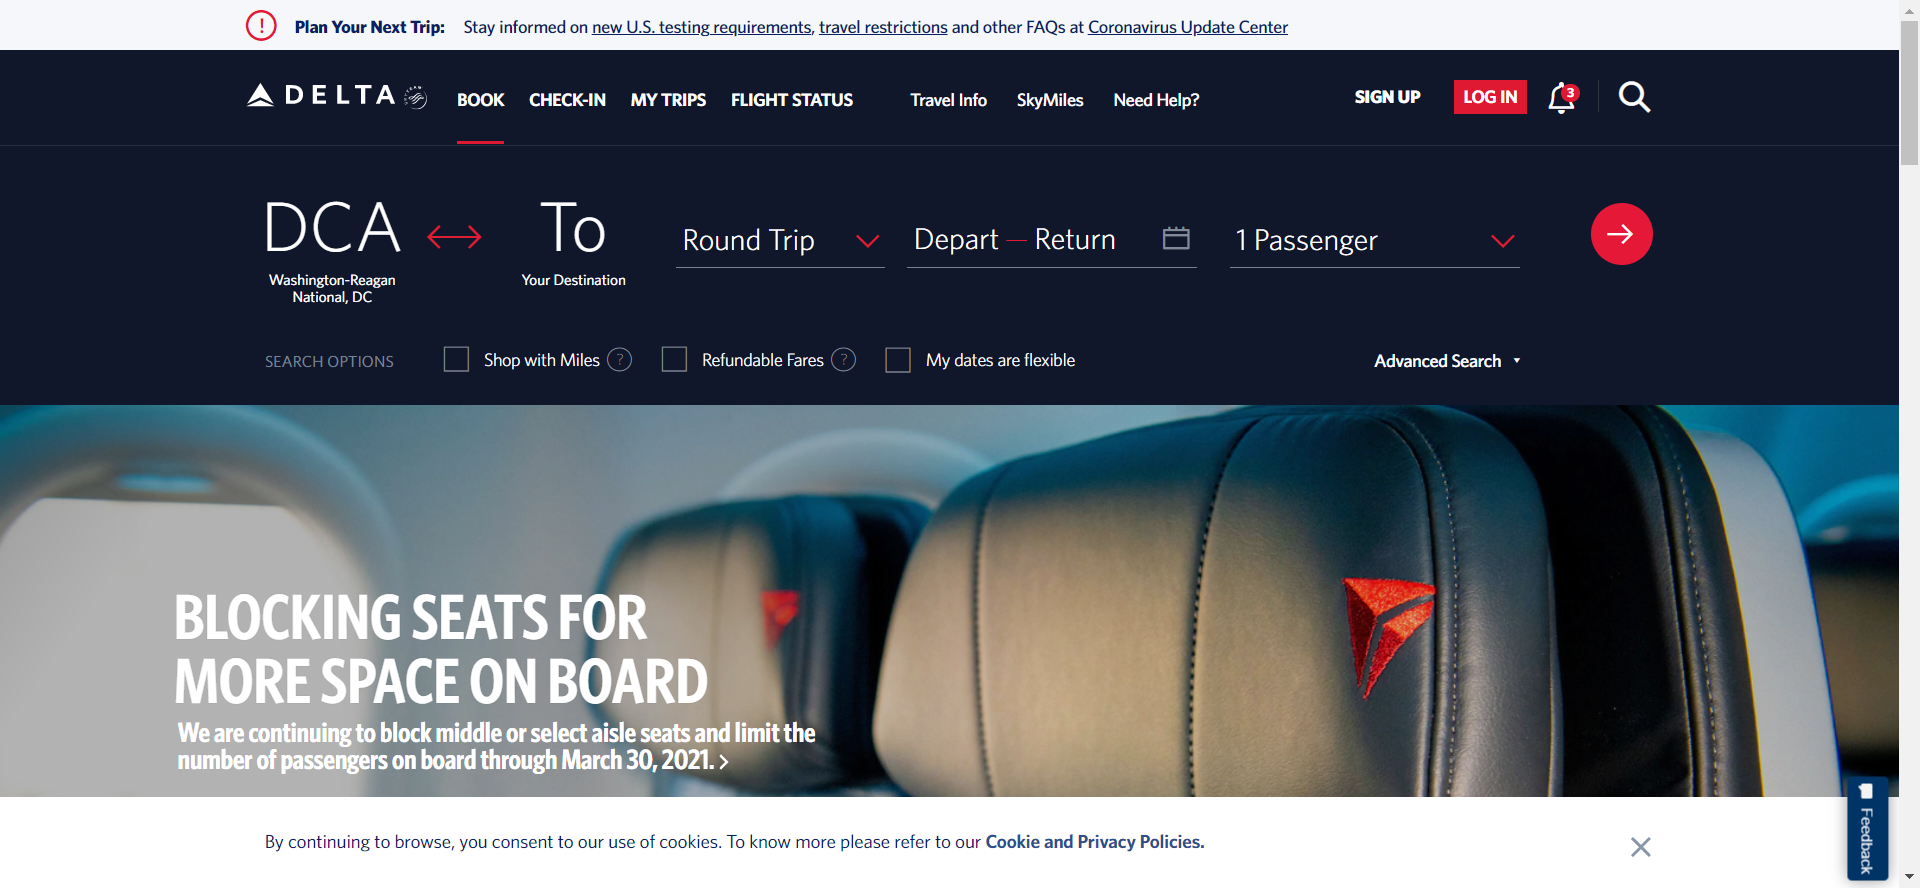 Plan Your Next Trip: Stay informed on new U.S. testing requirements, travel restrictions and other FAQs at Coronavirus Update Center
DELTA BOOK CHECK-IN MY TRIPS FLIGHT STATUS Travel Info SkyMiles Need Help? SIGN UP LOG IN 3
DCA To Round Trip Depart — Return 1 Passenger
Washington-Reagan
National, DC
Your Destination
SEARCH OPTIONS Shop with Miles ? Refundable Fares ? My dates are flexible Advanced Search
BLOCKING SEATS FOR
MORE SPACE ON BOARD
We are continuing to block middle or select aisle seats and limit the
number of passengers on board through March 30, 2021. >
By continuing to browse, you consent to our use of cookies. To know more please refer to our Cookie and Privacy Policies.
Feedback